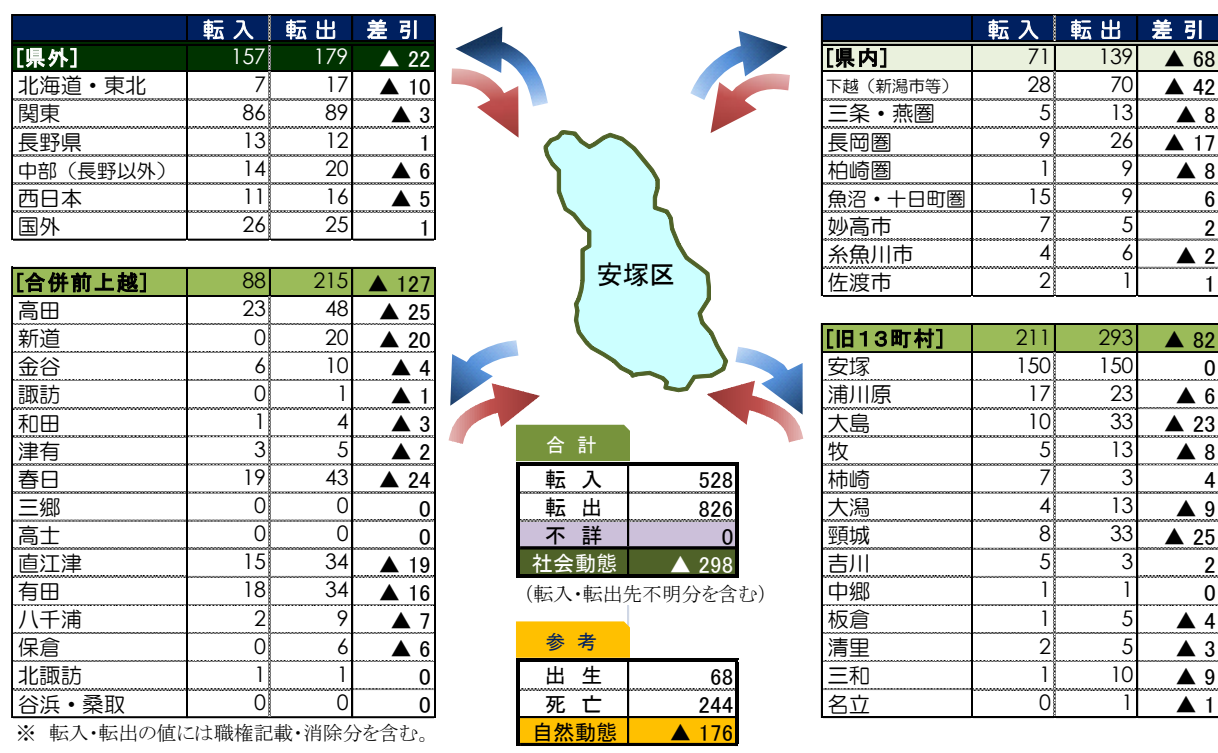 転 入 転 出 差 引
[県外] 157 179 ▲ 22
北海道・東北 7 17 ▲ 10
関東 86 89 ▲ 3
長野県 13 12 1
中部（長野以外） 14 20 ▲ 6
西日本 11 16 ▲ 5
国外 26 25 1
[合併前上越] 88 215 ▲ 127
高田 23 48 ▲ 25
新道 0 20 ▲ 20
金谷 6 10 ▲ 4
諏訪 0 1 ▲ 1
和田 1 4 ▲ 3
津有 3 5 ▲ 2
春日 19 43 ▲ 24
三郷 0 0 0
高士 0 0 0
直江津 15 34 ▲ 19
有田 18 34 ▲ 16
八千浦 2 9 ▲ 7
保倉 0 6 ▲ 6
北諏訪 1 1 0
谷浜・桑取 0 0 0
※ 転入・転出の値には職権記載・消除分を含む。
安塚区
合 計
転 入 528
転 出 826
不 詳 0
社会動態 ▲ 298
（転入・転出先不明分を含む）
参 考
出 生 68
死 亡 244
自然動態 ▲ 176
転 入 転 出 差 引
[県内] 71 139 ▲ 68
下越（新潟市等） 28 70 ▲ 42
三条・燕圏 5 13 ▲ 8
長岡圏 9 26 ▲ 17
柏崎圏 1 9 ▲ 8
魚沼・十日町圏 15 9 6
妙高市 7 5 2
糸魚川市 4 6 ▲ 2
佐渡市 2 1 1
[旧13町村] 211 293 ▲ 82
安塚 150 150 0
浦川原 17 23 ▲ 6
大島 10 33 ▲ 23
牧 5 13 ▲ 8
柿崎 7 3 4
大潟 4 13 ▲ 9
頸城 8 33 ▲ 25
吉川 5 3 2
中郷 1 1 0
板倉 1 5 ▲ 4
清里 2 5 ▲ 3
三和 1 10 ▲ 9
名立 0 1 ▲ 1